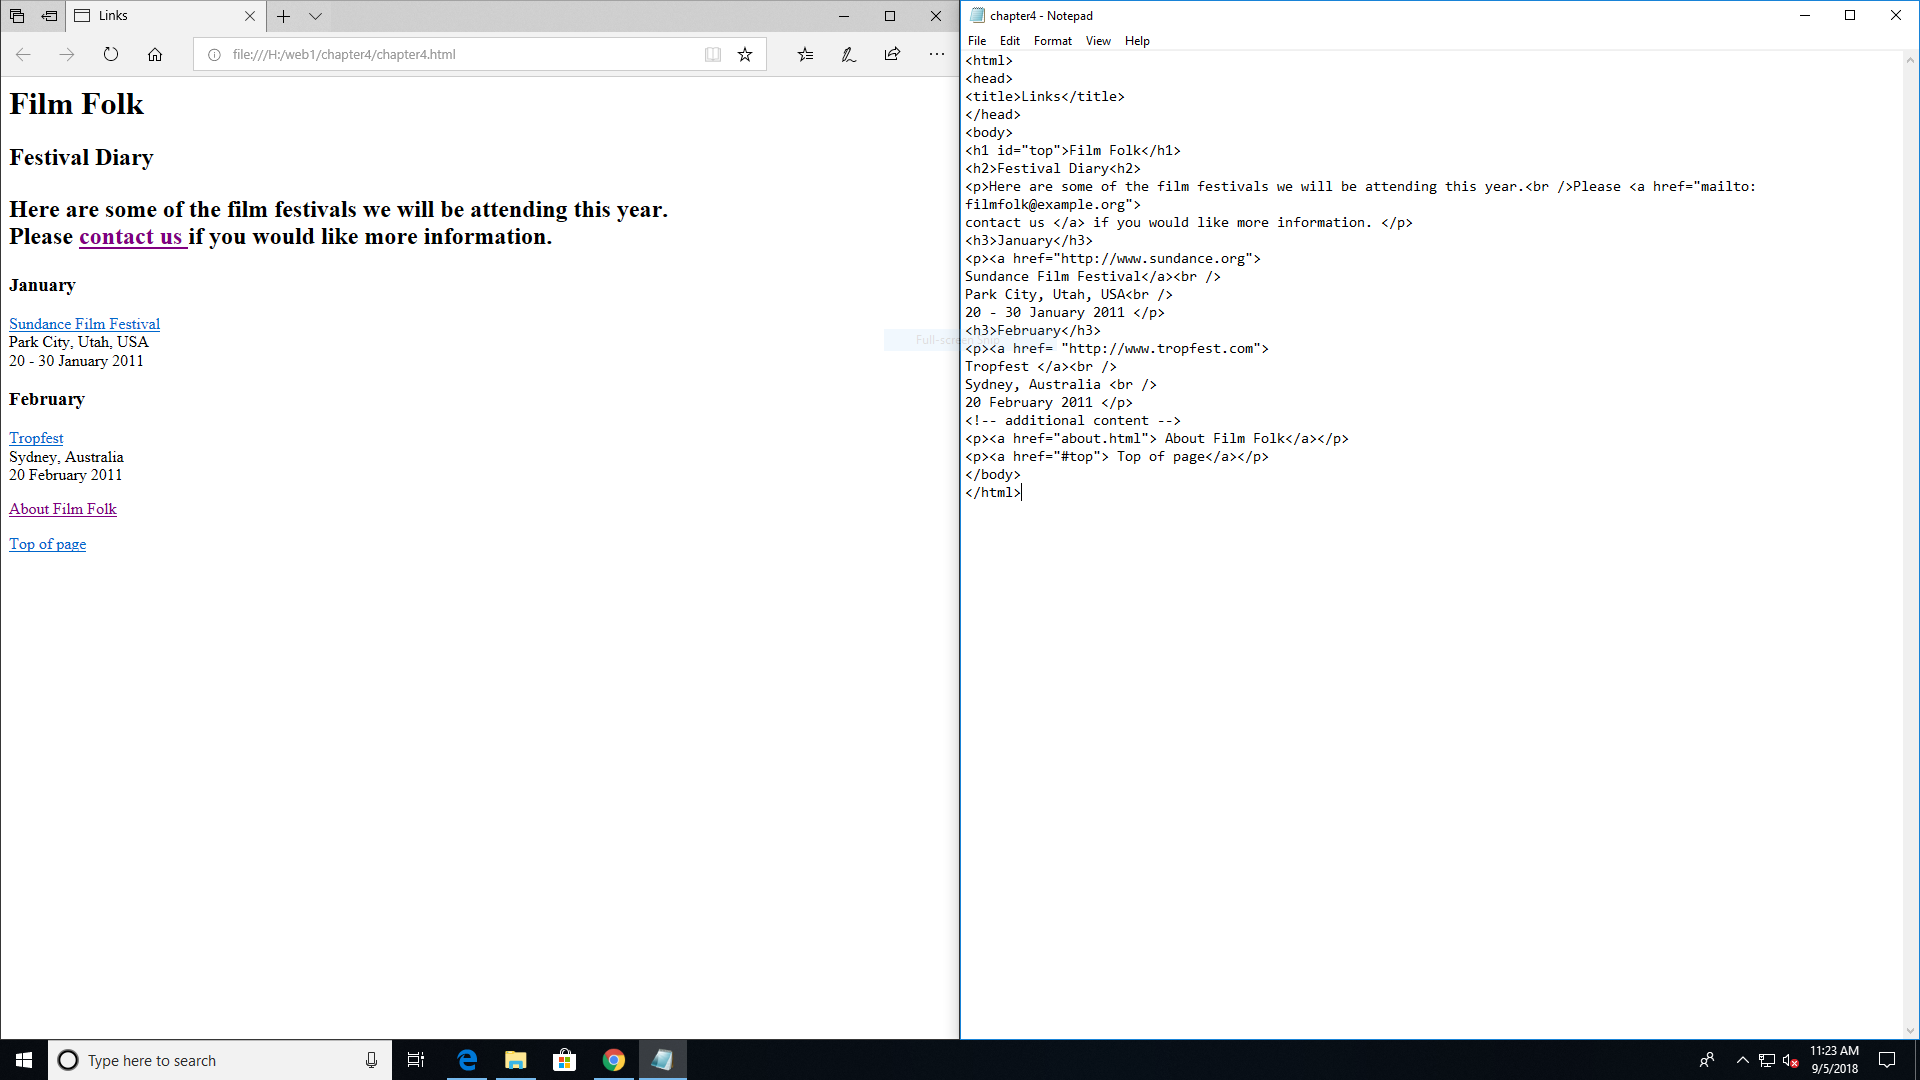 Links
file:///H:/web1/chapter4/chapter4.html
Film Folk
Festival Diary
Here are some of the film festivals we will be attending this year.
Please contact us if you would like more information.
January
Sundance Film Festival
Park City, Utah, USA
20 - 30 January 2011
February
Tropfest
Sydney, Australia
20 February 2011
About Film Folk
Top of page
Full-screen Snip
chapter4 - Notepad
File Edit Format View Help
<html>
<head>
<title>Links</title>
</head>
<body>
<h1 id="top">Film Folk</h1>
<h2>Festival Diary<h2>
<p>Here are some of the film festivals we will be attending this year.<br />Please <a href="mailto:
filmfolk@example.org">
contact us </a> if you would like more information. </p>
<h3>January</h3>
<p><a href="http://www.sundance.org">
Sundance Film Festival</a><br />
Park City, Utah, USA<br />
20 - 30 January 2011 </p>
<h3>February</h3>
<p><a href= "http://www.tropfest.com">
Tropfest </a><br />
Sydney, Australia <br />
20 February 2011 </p>
<!-- additional content -->
<p><a href="about.html"> About Film Folk</a></p>
<p><a href="#top"> Top of page</a></p>
</body>
</html>
Type here to search
11:23 AM
9/5/2018